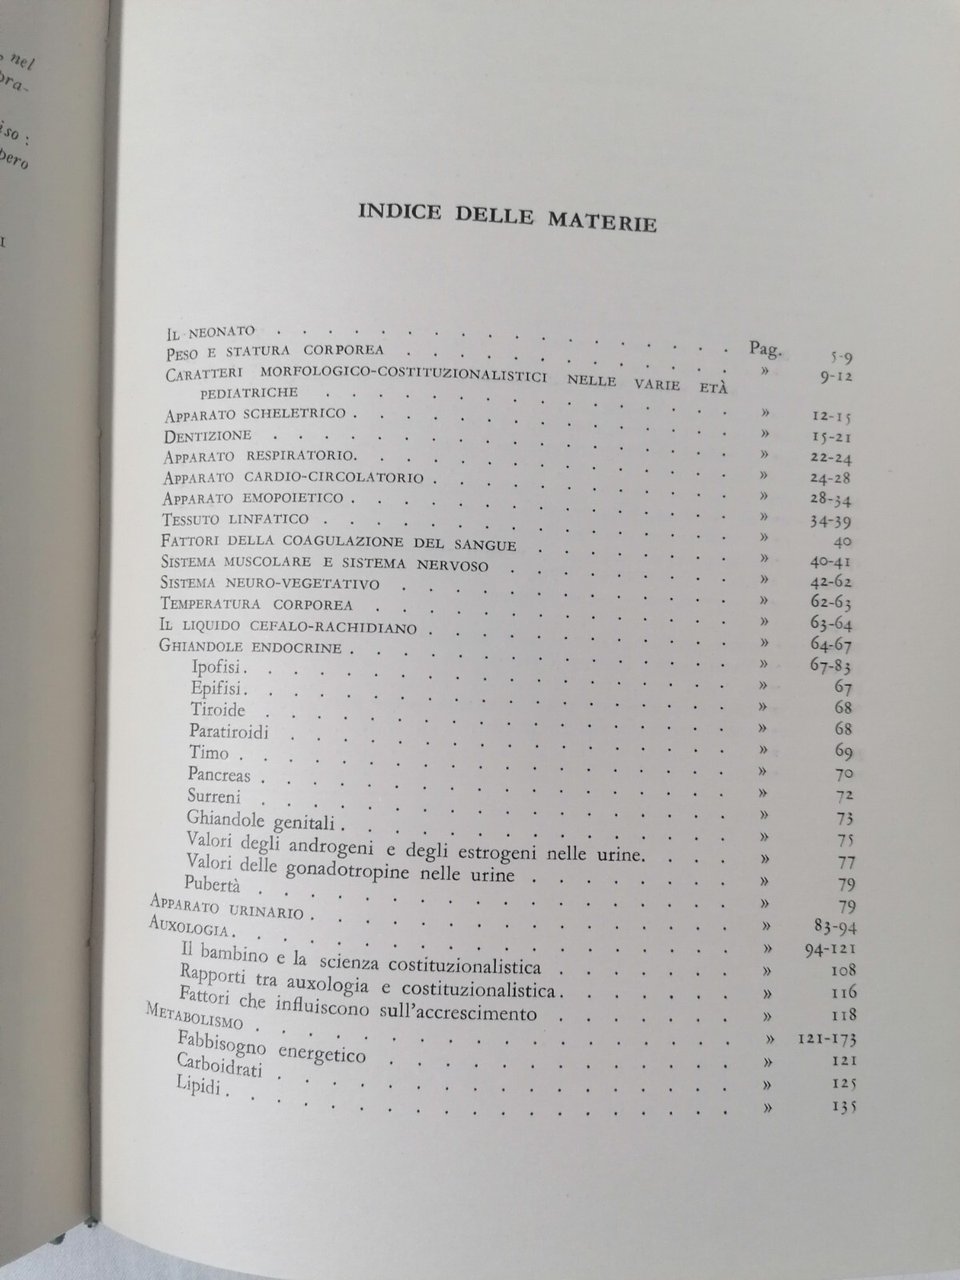 , nel
bra-
iso :
bero
I
INDICE DELLE MATERIE
IL NEONATO . . . . . . . . . . . . . . . . . . Pag. 5-9
PESO E STATURA CORPOREA . . . . . . . . . . . . . » 9-12
CARATTERI MORFOLOGICO-COSTITUZIONALISTICI NELLE VARIE ETÀ
PEDIATRICHE . . . . . . . . . . . . . . . . » 12-15
APPARATO SCHELETRICO . . . . . . . . . . . . . . . » 15-21
DENTIZIONE . . . . . . . . . . . . . . . . . . » 22-24
APPARATO RESPIRATORIO. . . . . . . . . . . . . . . » 24-28
APPARATO CARDIO-CIRCOLATORIO . . . . . . . . . . . . » 28-34
APPARATO EMOPOIETICO . . . . . . . . . . . . . . . » 34-39
TESSUTO LINFATICO . . . . . . . . . . . . . . . . » 40
FATTORI DELLA COAGULAZIONE DEL SANGUE . . . . . . . . » 40-41
SISTEMA MUSCOLARE E SISTEMA NERVOSO . . . . . . . . . » 42-62
SISTEMA NEURO-VEGETATIVO . . . . . . . . . . . . . » 62-63
TEMPERATURA CORPOREA . . . . . . . . . . . . . . » 63-64
IL LIQUIDO CEFALO-RACHIDIANO . . . . . . . . . . . . » 64-67
GHIANDOLE ENDOCRINE . . . . . . . . . . . . . . . » 67-83
Ipofisi. . . . . . . . . . . . . . . . . . . » 67
Epifisi. . . . . . . . . . . . . . . . . . . » 68
Tiroide . . . . . . . . . . . . . . . . . . » 68
Paratiroidi . . . . . . . . . . . . . . . . . » 69
Timo . . . . . . . . . . . . . . . . . . . » 70
Pancreas . . . . . . . . . . . . . . . . . . » 72
Surreni . . . . . . . . . . . . . . . . . . » 73
Ghiandole genitali . . . . . . . . . . . . . . . » 75
Valori degli androgeni e degli estrogeni nelle urine. . . . » 77
Valori delle gonadotropine nelle urine . . . . . . . . » 79
Pubertà . . . . . . . . . . . . . . . . . . » 79
APPARATO URINARIO . . . . . . . . . . . . . . . . » 83-94
AUXOLOGIA. . . . . . . . . . . . . . . . . . . » 94-121
Il bambino e la scienza costituzionalistica . . . . . . . » 108
Rapporti tra auxologia e costituzionalistica . . . . . . . » 116
Fattori che influiscono sull'accrescimento . . . . . . . » 118
METABOLISMO . . . . . . . . . . . . . . . . . . » 121-173
Fabbisogno energetico . . . . . . . . . . . . . » 121
Carboidrati . . . . . . . . . . . . . . . . . » 125
Lipidi. . . . . . . . . . . . . . . . . . . . » 135